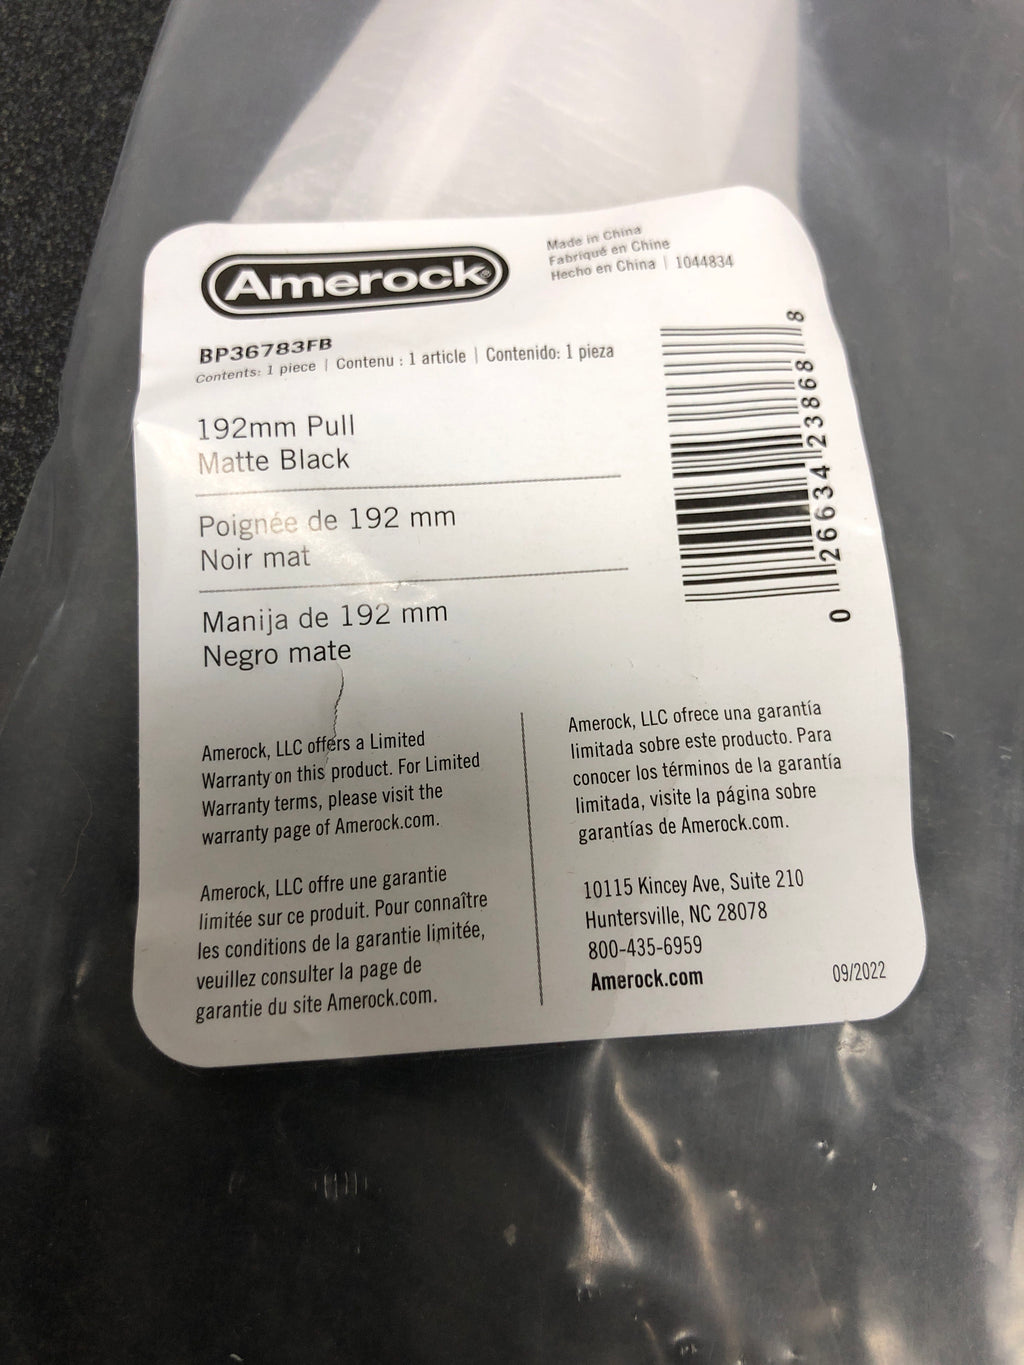 Amerock®
Made in China
Fabriqué en Chine
Hecho en China | 1044834
BP36783FB
Contents: 1 piece | Contenu : 1 article | Contenido: 1 pieza
192mm Pull
Matte Black
Poignée de 192 mm
Noir mat
Manija de 192 mm
Negro mate
0 26634 23868 8
Amerock, LLC offers a Limited
Warranty on this product. For Limited
Warranty terms, please visit the
warranty page of Amerock.com.
Amerock, LLC offre une garantie
limitée sur ce produit. Pour connaître
les conditions de la garantie limitée,
veuillez consulter la page de
garantie du site Amerock.com.
Amerock, LLC ofrece una garantía
limitada sobre este producto. Para
conocer los términos de la garantía
limitada, visite la página sobre
garantías de Amerock.com.
10115 Kincey Ave, Suite 210
Huntersville, NC 28078
800-435-6959
Amerock.com
09/2022